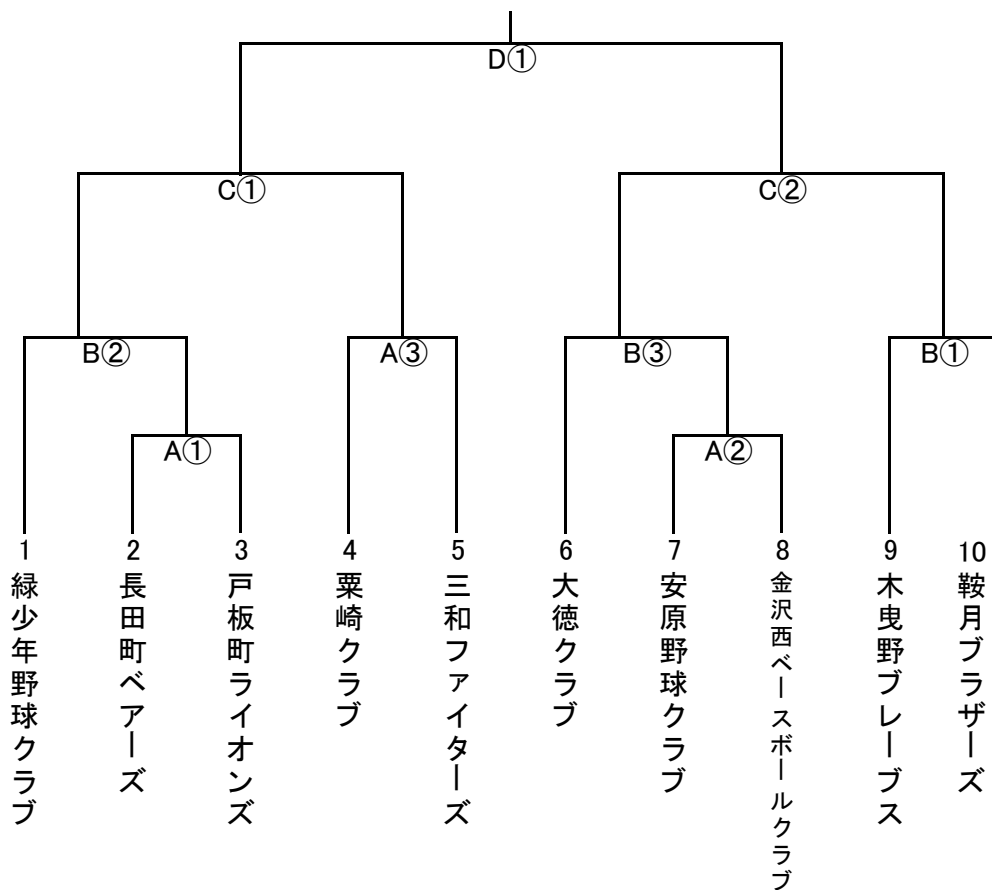 D①
C①
C②
B②
A③
B③
B①
A①
A②
1
2
3
4
5
6
7
8
9
10
緑少年野球クラブ
長田町ベアーズ
戸板町ライオンズ
粟崎クラブ
三和ファイターズ
大徳クラブ
安原野球クラブ
金沢西ベースボールクラブ
木曳野ブレーブス
鞍月ブラザーズ